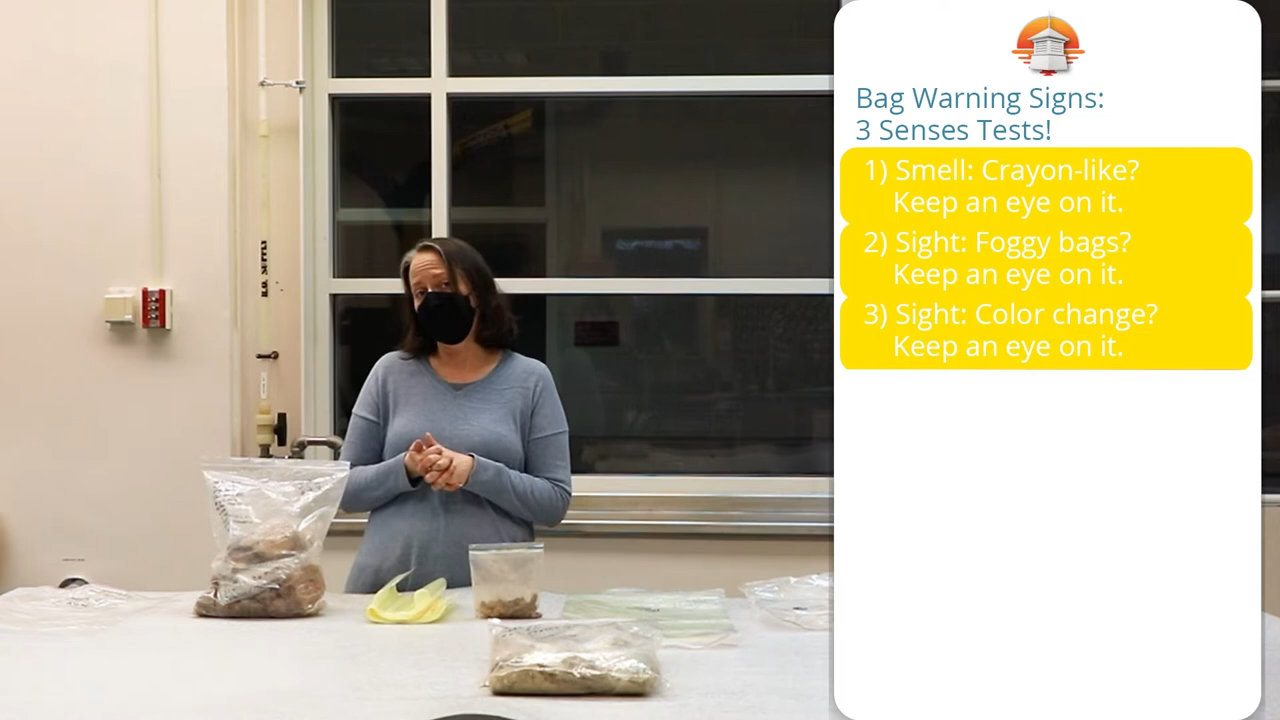 Bag Warning Signs:
3 Senses Tests!
1) Smell: Crayon-like?
Keep an eye on it.
2) Sight: Foggy bags?
Keep an eye on it.
3) Sight: Color change?
Keep an eye on it.